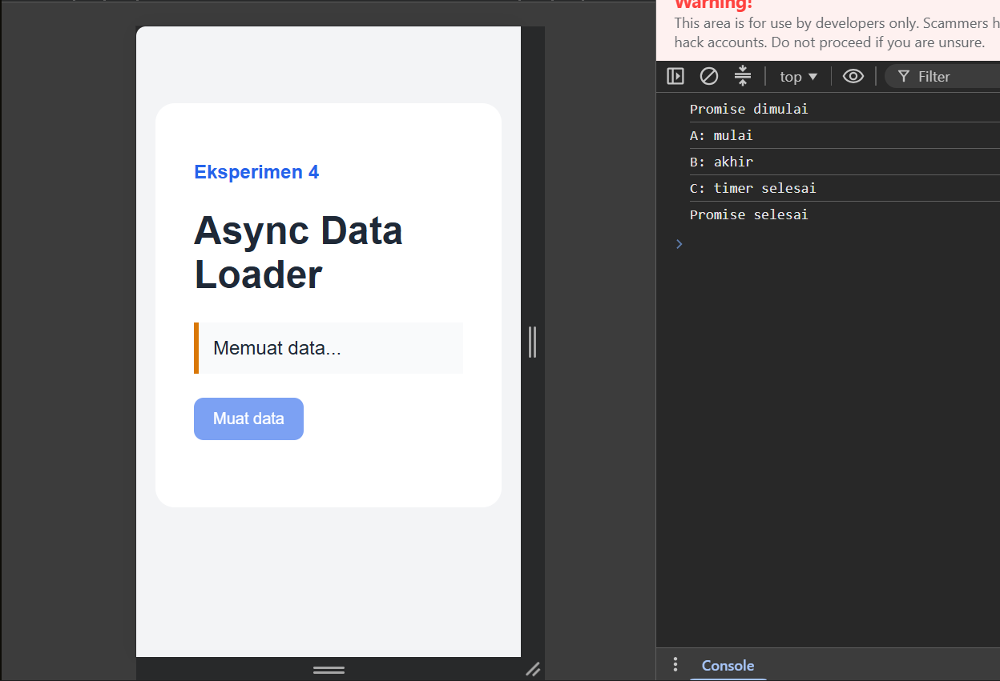 Eksperimen 4
Async Data
Loader
Memuat data...
Muat data
Warning!
This area is for use by developers only. Scammers
hack accounts. Do not proceed if you are unsure.
top
Filter
Promise dimulai
A: mulai
B: akhir
C: timer selesai
Promise selesai
Console